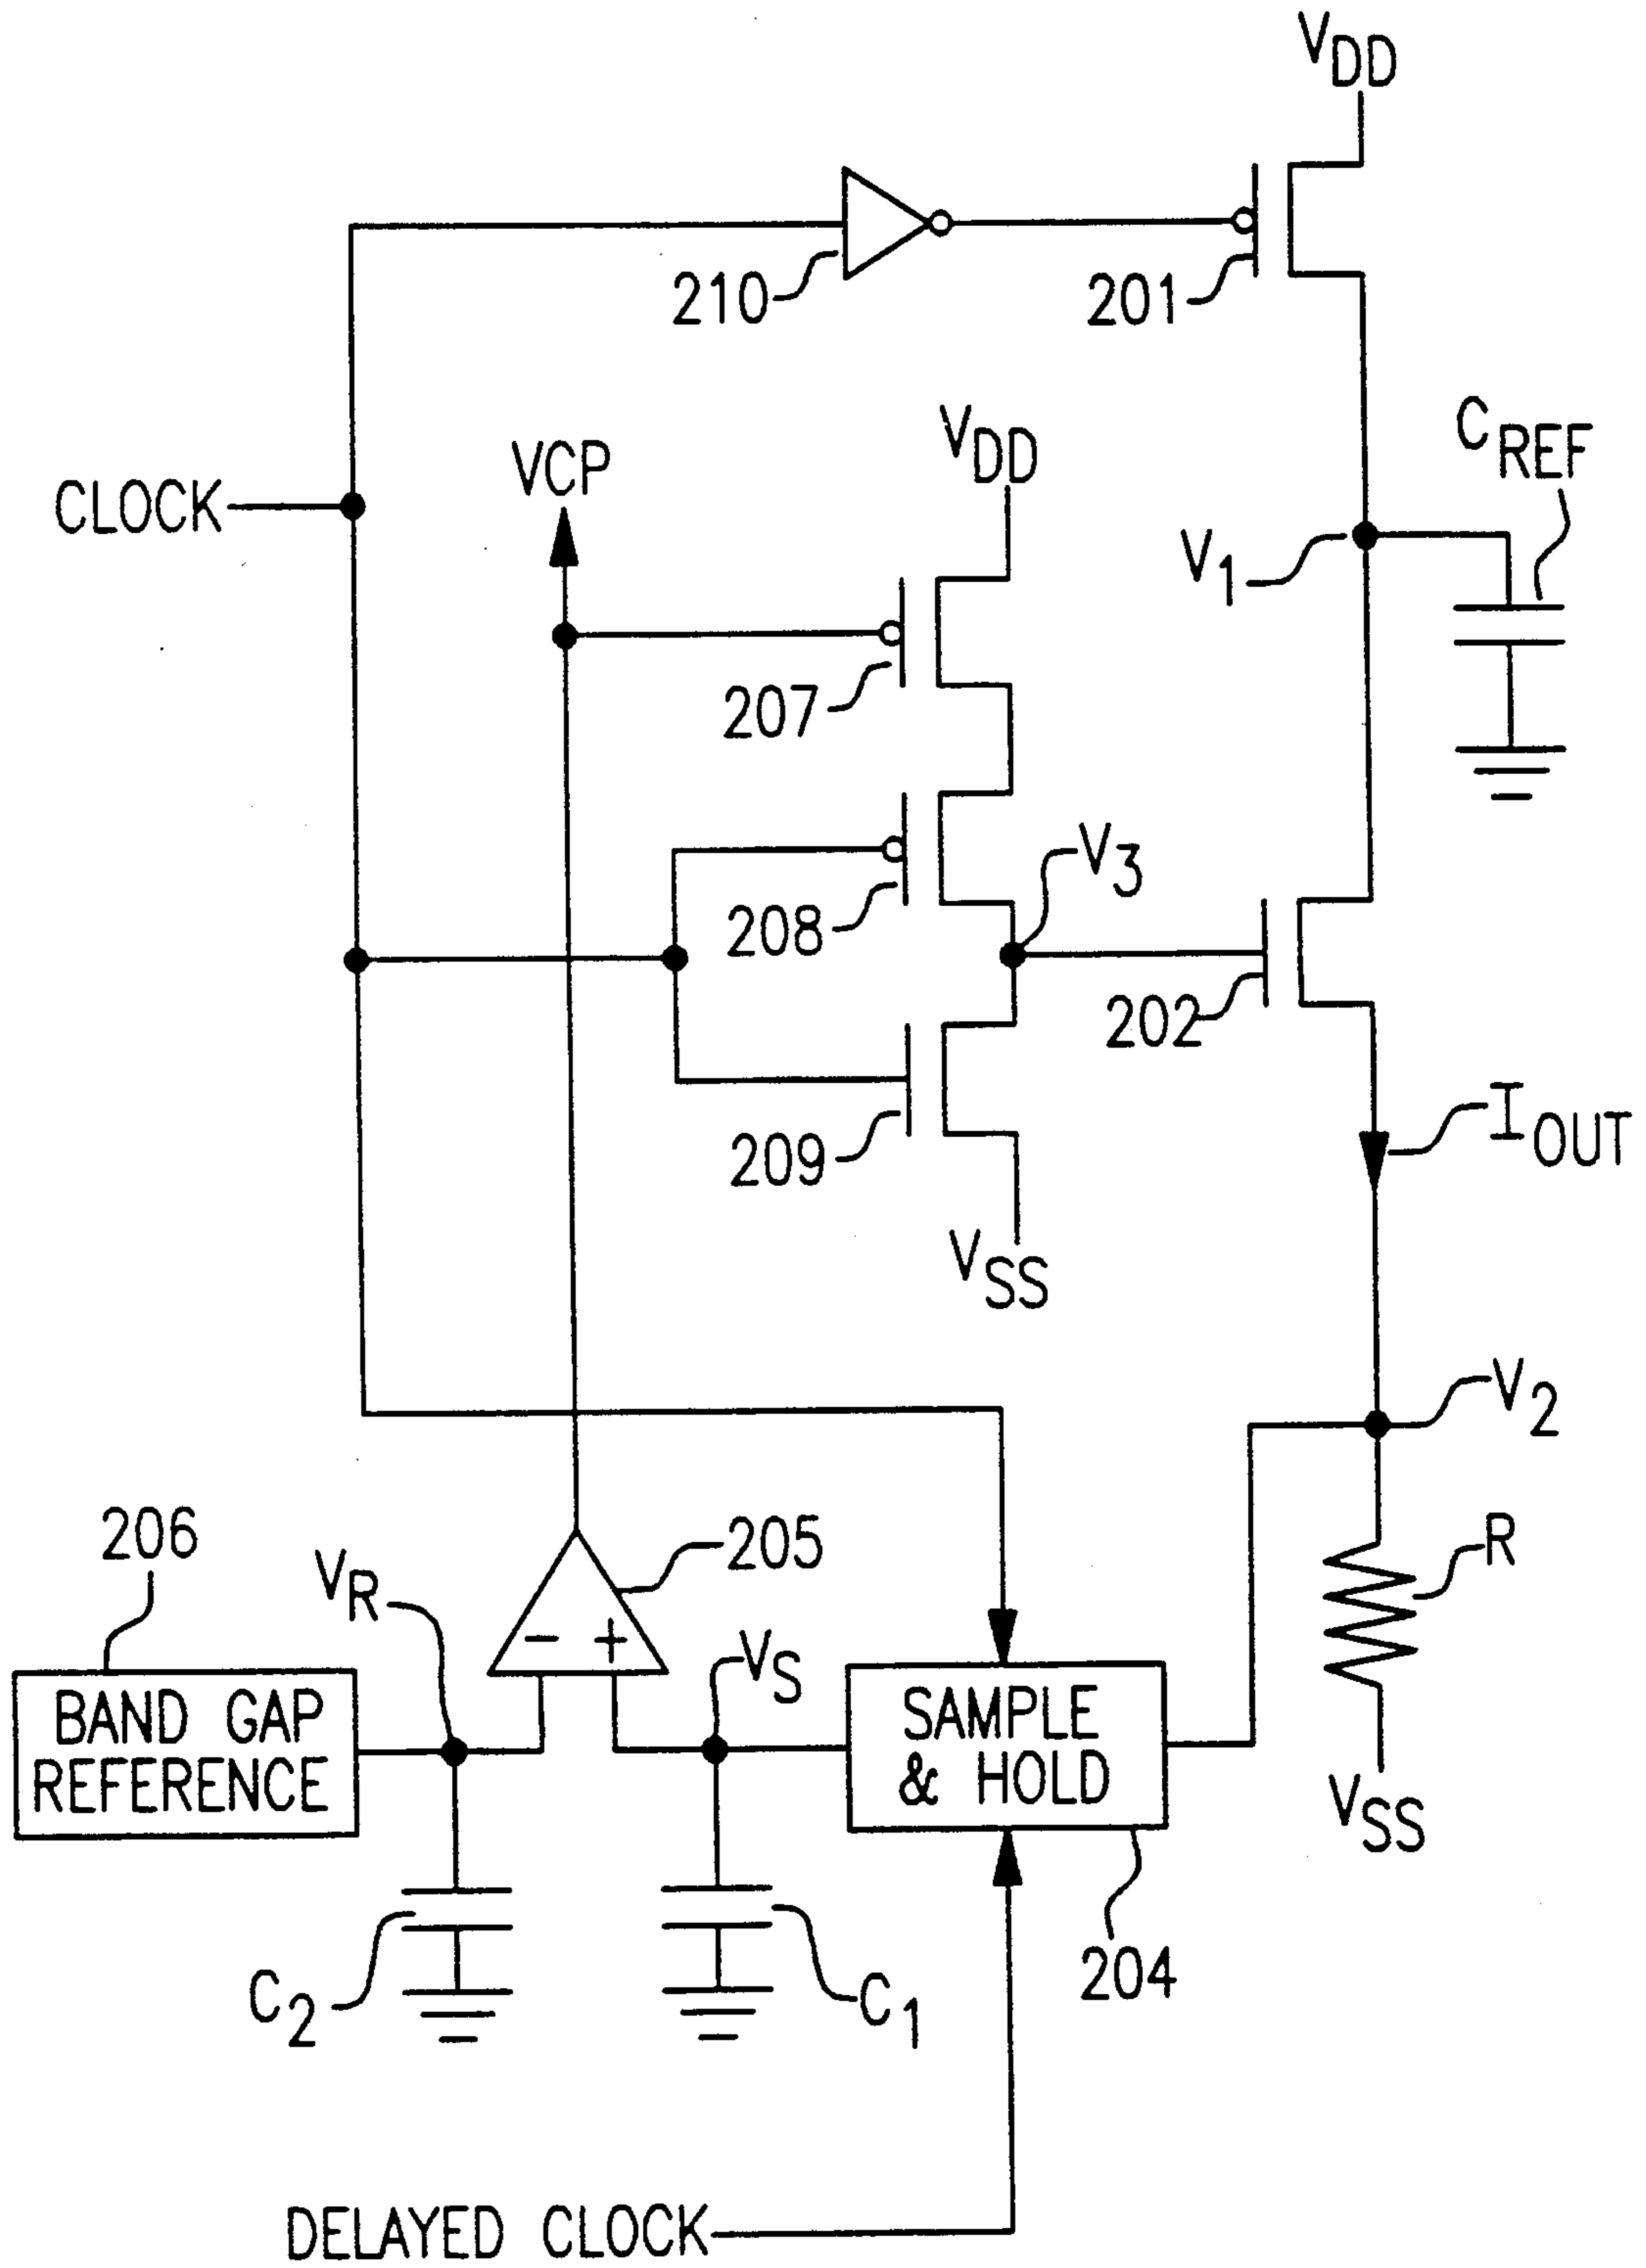 VDD
210
201
VCP
VDD
CREF
CLOCK
V1
207
V3
208
202
209
IOUT
VSS
V2
206
VR
205
R
VS
BAND GAP
REFERENCE
SAMPLE
& HOLD
VSS
C2
C1
204
DELAYED CLOCK
−
+